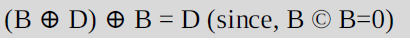 (B ⊕ D) ⊕ B = D (since, B © B=0)